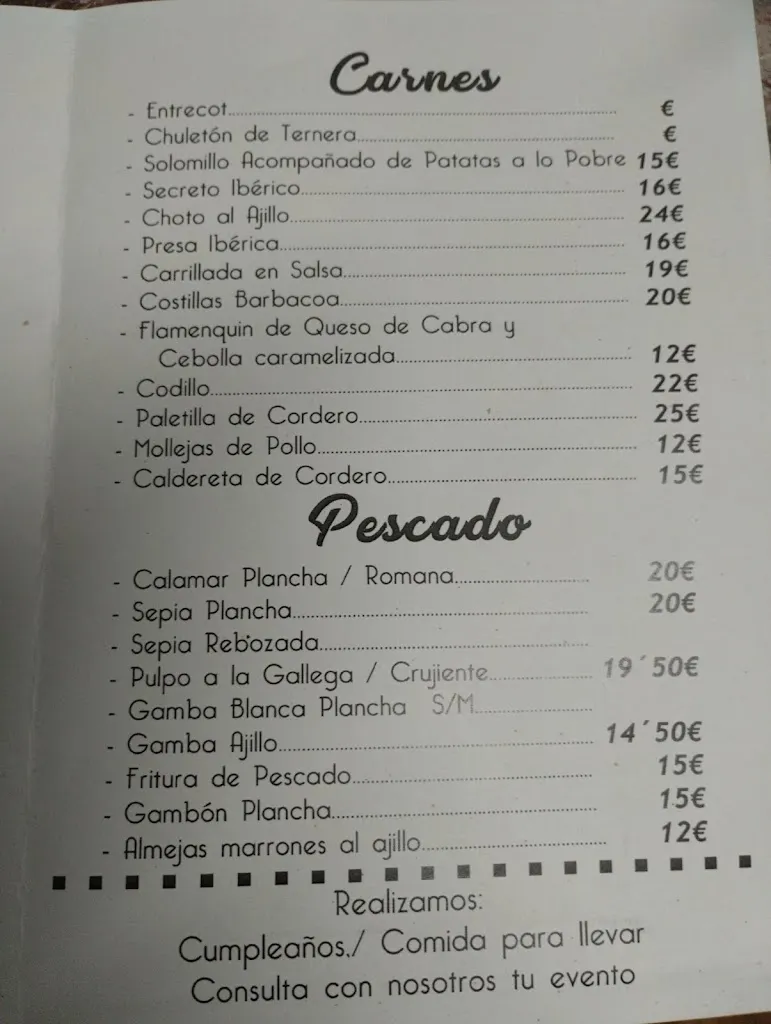 Carnes
- Entrecot........ €
- Chuletón de Ternera........ €
- Solomillo Acompañado de Patatas a lo Pobre 15€
- Secreto Ibérico........ 16€
- Choto al Ajillo........ 24€
- Presa Ibérica........ 16€
- Carrillada en Salsa........ 19€
- Costillas Barbacoa........ 20€
- Flamenquin de Queso de Cabra y
Cebolla caramelizada........ 12€
- Codillo........ 22€
- Paletilla de Cordero........ 25€
- Mollejas de Pollo........ 12€
- Caldereta de Cordero........ 15€
Pescado
- Calamar Plancha / Romana........ 20€
- Sepia Plancha........ 20€
- Sepia Rebozada........
- Pulpo a la Gallega / Crujiente........ 19´50€
- Gamba Blanca Plancha S/M........
- Gamba Ajillo........ 14´50€
- Fritura de Pescado........ 15€
- Gambón Plancha........ 15€
- Almejas marrones al ajillo........ 12€
Realizamos:
Cumpleaños./ Comida para llevar
Consulta con nosotros tu evento